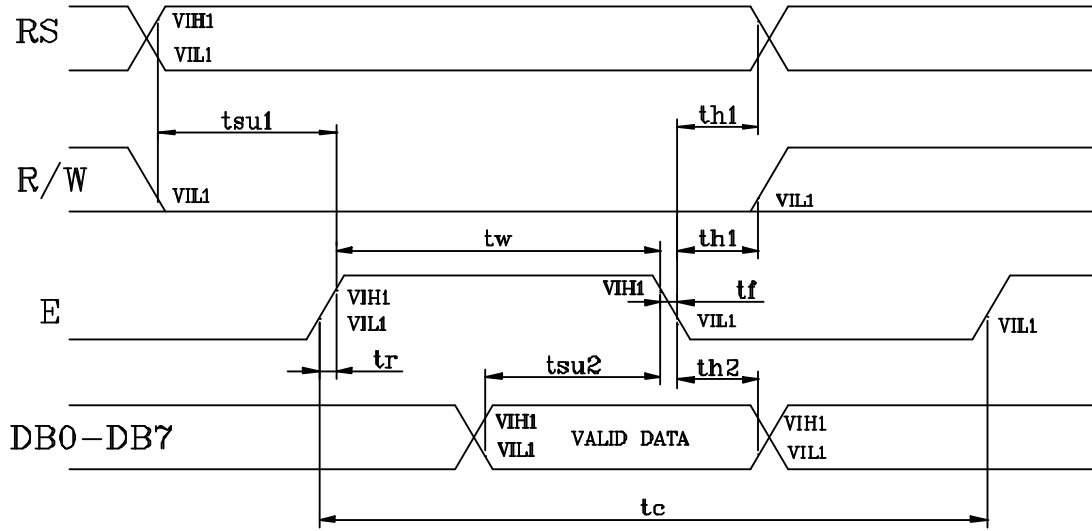 RS
VIH1
VIL1
tsu1
th1
R/W
VIL1
VIL1
tw
th1
E
VIH1
VIL1
VIH1
tf
VIL1
VIL1
tr
tsu2
th2
DB0-DB7
VIH1
VIL1
VALID DATA
VIH1
VIL1
tc